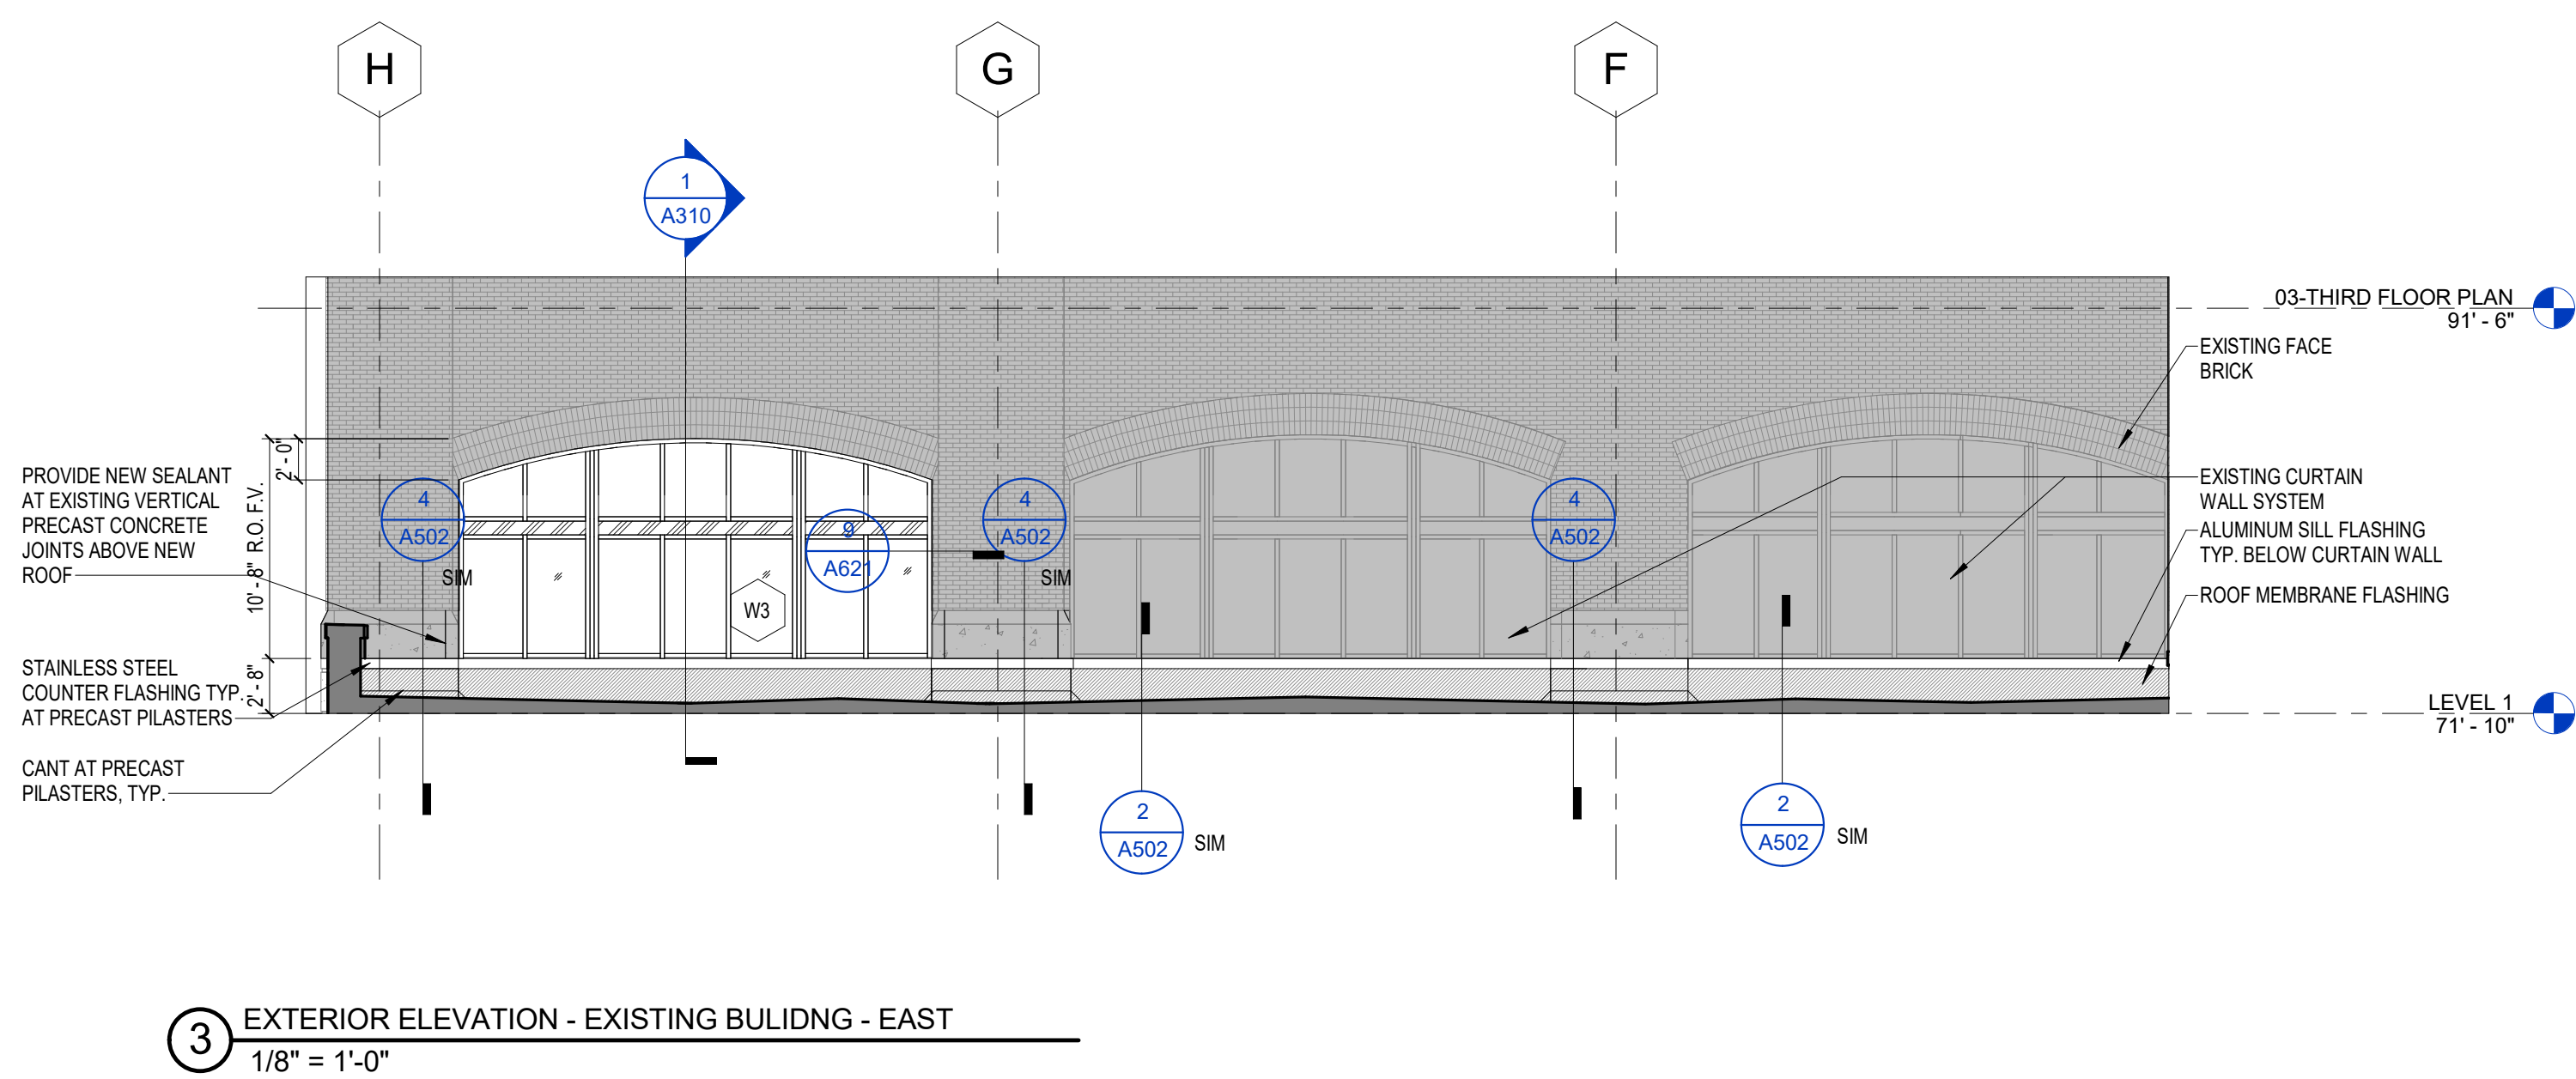 H
G
F
1
A310
03-THIRD FLOOR PLAN
91' - 6"
EXISTING FACE
BRICK
2' - 0"
10' - 8" R.O. F.V.
2' - 8"
PROVIDE NEW SEALANT
AT EXISTING VERTICAL
PRECAST CONCRETE
JOINTS ABOVE NEW
ROOF
4
A502
SIM
9
A621
W3
4
A502
SIM
4
A502
EXISTING CURTAIN
WALL SYSTEM
ALUMINUM SILL FLASHING
TYP. BELOW CURTAIN WALL
ROOF MEMBRANE FLASHING
STAINLESS STEEL
COUNTER FLASHING TYP.
AT PRECAST PILASTERS
LEVEL 1
71' - 10"
CANT AT PRECAST
PILASTERS, TYP.
2
A502
SIM
2
A502
SIM
3
EXTERIOR ELEVATION - EXISTING BULIDNG - EAST
1/8" = 1'-0"